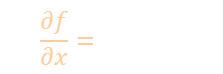 ∂f/∂x =